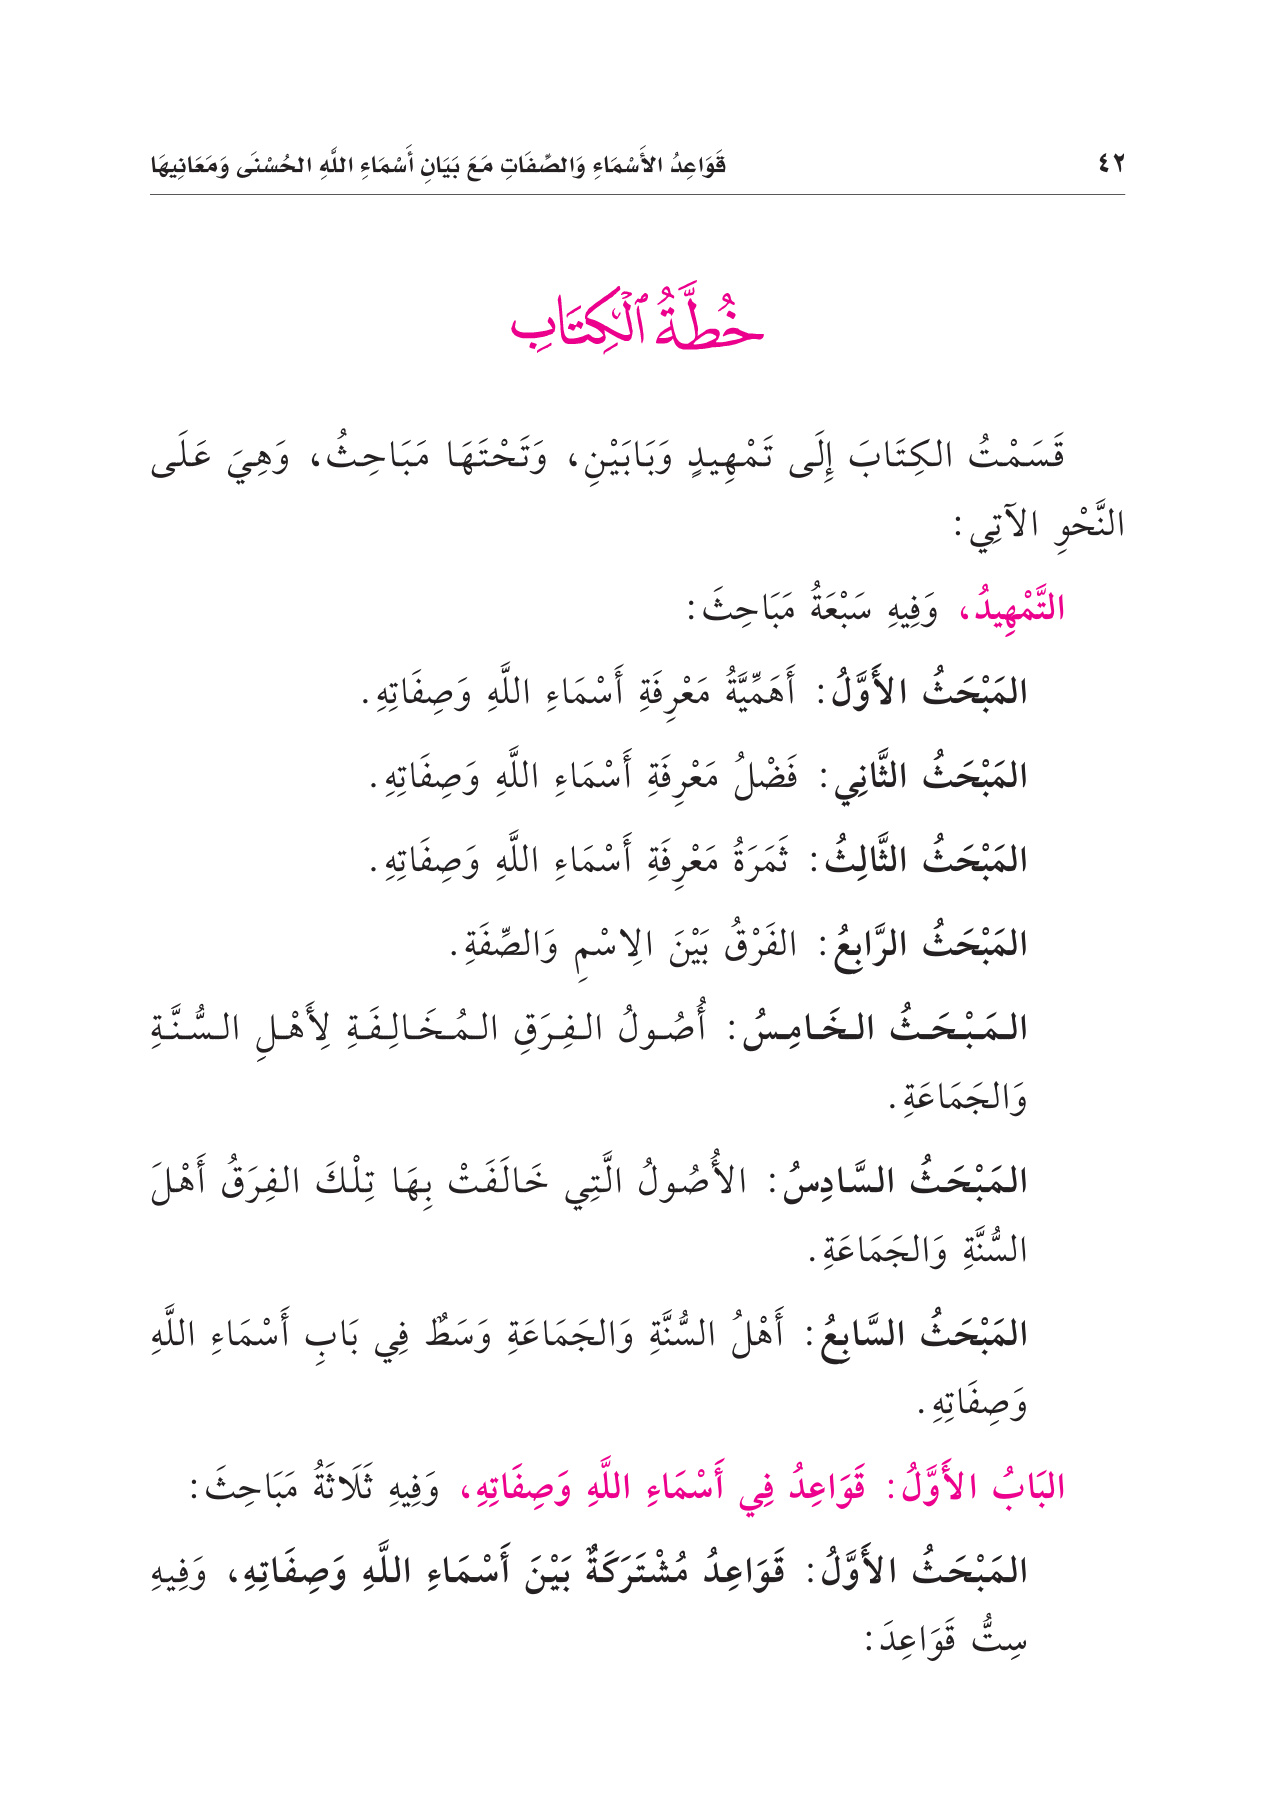 ٤٢ قَوَاعِدُ الأَسْمَاءِ وَالصِّفَاتِ مَعَ بَيَانِ أَسْمَاءِ اللَّهِ الحُسْنَى وَمَعَانِيهَا
خُطَّةُ ٱلْكِتَابِ
قَسَمْتُ الكِتَابَ إِلَى تَمْهِيدٍ وَبَابَيْنِ، وَتَحْتَهَا مَبَاحِثُ، وَهِيَ عَلَى
النَّحْوِ الآتِي:
التَّمْهِيدُ، وَفِيهِ سَبْعَةُ مَبَاحِثَ:
المَبْحَثُ الأَوَّلُ: أَهَمِّيَّةُ مَعْرِفَةِ أَسْمَاءِ اللَّهِ وَصِفَاتِهِ.
المَبْحَثُ الثَّانِي: فَضْلُ مَعْرِفَةِ أَسْمَاءِ اللَّهِ وَصِفَاتِهِ.
المَبْحَثُ الثَّالِثُ: ثَمَرَةُ مَعْرِفَةِ أَسْمَاءِ اللَّهِ وَصِفَاتِهِ.
المَبْحَثُ الرَّابِعُ: الفَرْقُ بَيْنَ الِاسْمِ وَالصِّفَةِ.
المَبْحَثُ الخَامِسُ: أُصُولُ الفِرَقِ المُخَالِفَةِ لِأَهْلِ السُّنَّةِ
وَالجَمَاعَةِ.
المَبْحَثُ السَّادِسُ: الأُصُولُ الَّتِي خَالَفَتْ بِهَا تِلْكَ الفِرَقُ أَهْلَ
السُّنَّةِ وَالجَمَاعَةِ.
المَبْحَثُ السَّابِعُ: أَهْلُ السُّنَّةِ وَالجَمَاعَةِ وَسَطٌ فِي بَابِ أَسْمَاءِ اللَّهِ
وَصِفَاتِهِ.
البَابُ الأَوَّلُ: قَوَاعِدُ فِي أَسْمَاءِ اللَّهِ وَصِفَاتِهِ، وَفِيهِ ثَلَاثَةُ مَبَاحِثَ:
المَبْحَثُ الأَوَّلُ: قَوَاعِدُ مُشْتَرَكَةٌ بَيْنَ أَسْمَاءِ اللَّهِ وَصِفَاتِهِ، وَفِيهِ
سِتُّ قَوَاعِدَ: